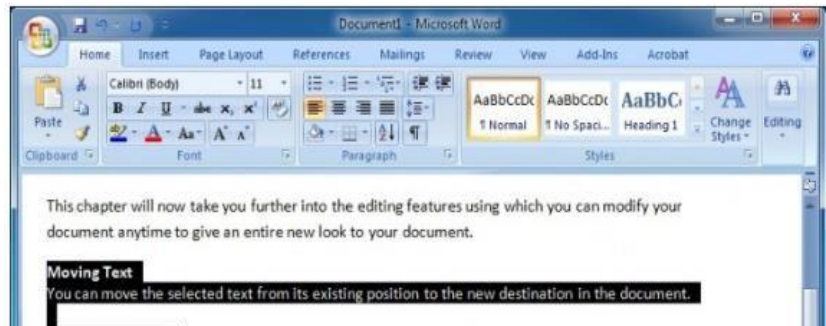 Document1 - Microsoft Word
Home Insert Page Layout References Mailings Review View Add-Ins Acrobat
Calibri (Body) 11
Paste
B I U abc x, x² 
Aa A A
AaBbCcDc AaBbCcDc AaBbC
¶ Normal ¶ No Spaci... Heading 1
Change Styles
Editing
Clipboard Font Paragraph Styles
This chapter will now take you further into the editing features using which you can modify your
document anytime to give an entire new look to your document.
Moving Text
You can move the selected text from its existing position to the new destination in the document.